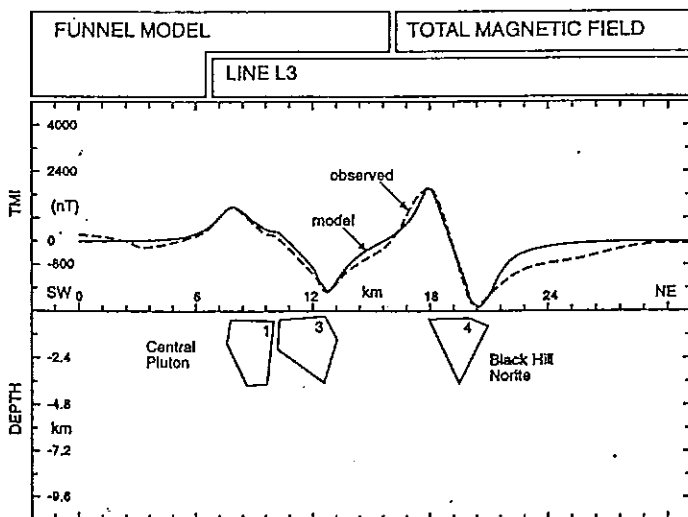 FUNNEL MODEL
TOTAL MAGNETIC FIELD
LINE L3
TMI
4000
2400
(nT)
0
-800
observed
model
SW
0
6
12
km
18
24
NE
1
3
4
Central
Pluton
Black Hill
Norite
DEPTH
-2.4
-4.8
km
-7.2
-9.6